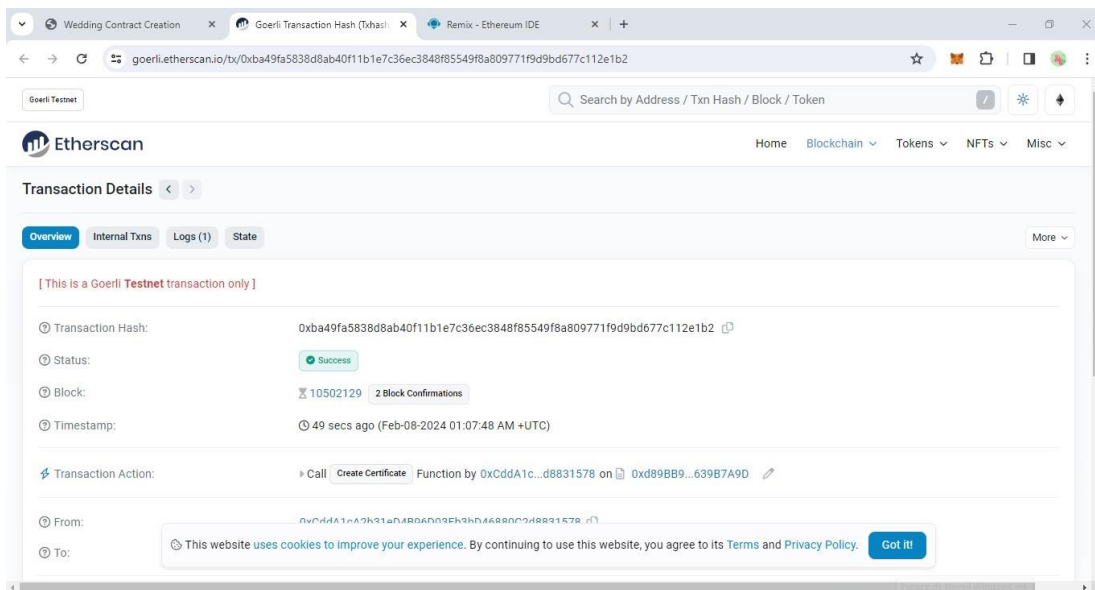 Wedding Contract Creation
Goerli Transaction Hash (Txhash
Remix - Ethereum IDE
goerli.etherscan.io/tx/0xba49fa5838d8ab40f11b1e7c36ec3848f85549f8a809771f9d9bd677c112e1b2
Goerli Testnet
Search by Address / Txn Hash / Block / Token
/
Etherscan
Home Blockchain Tokens NFTs Misc
Transaction Details
Overview Internal Txns Logs (1) State More
[ This is a Goerli Testnet transaction only ]
Transaction Hash: 0xba49fa5838d8ab40f11b1e7c36ec3848f85549f8a809771f9d9bd677c112e1b2
Status: Success
Block: 10502129 2 Block Confirmations
Timestamp: 49 secs ago (Feb-08-2024 01:07:48 AM +UTC)
Transaction Action: Call Create Certificate Function by 0xCddA1c...d8831578 on 0xd89BB9...639B7A9D
From: 0xCddA1cA2b31eD4B96D03Eb3bD46880C2d8831578
To:
This website uses cookies to improve your experience. By continuing to use this website, you agree to its Terms and Privacy Policy. Got it!